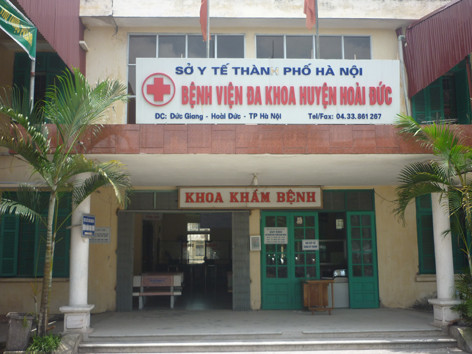 SỞ Y TẾ THÀNH PHỐ HÀ NỘI
BỆNH VIỆN ĐA KHOA HUYỆN HOÀI ĐỨC
ĐC: Đức Giang - Hoài Đức - TP Hà Nội Tel/Fax: 04.33.861 267
KHOA KHÁM BỆNH